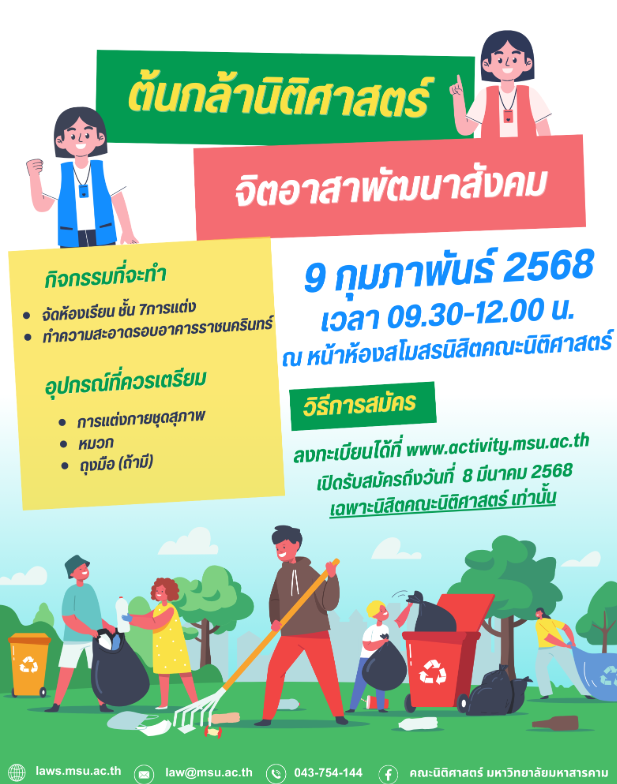 ต้นกล้านิติศาสตร์
จิตอาสาพัฒนาสังคม
กิจกรรมที่จะทำ
• จัดห้องเรียน ชั้น 7การแต่ง
• ทำความสะอาดรอบอาคารราชนครินทร์
อุปกรณ์ที่ควรเตรียม
• การแต่งกายชุดสุภาพ
• หมวก
• ถุงมือ (ถ้ามี)
9 กุมภาพันธ์ 2568
เวลา 09.30-12.00 น.
ณ หน้าห้องสโมสรนิสิตคณะนิติศาสตร์
วิธีการสมัคร
ลงทะเบียนได้ที่ www.activity.msu.ac.th
เปิดรับสมัครถึงวันที่ 8 มีนาคม 2568
เฉพาะนิสิตคณะนิติศาสตร์ เท่านั้น
laws.msu.ac.th law@msu.ac.th 043-754-144 คณะนิติศาสตร์ มหาวิทยาลัยมหาสารคาม